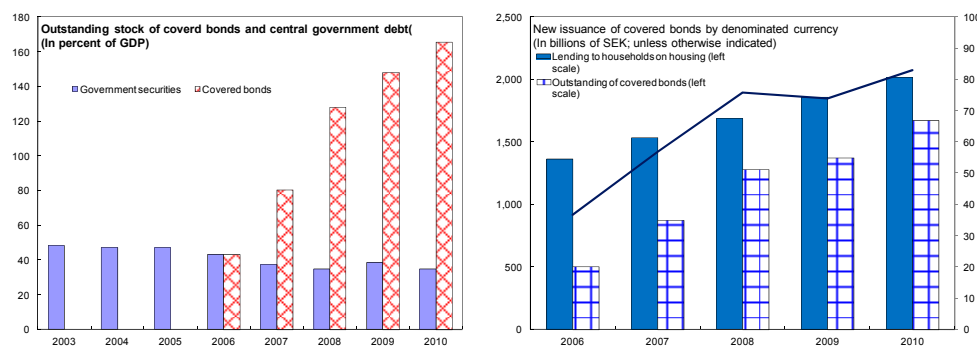 Outstanding stock of coverd bonds and central government debt(
(In percent of GDP)
Government securities
Covered bonds
180
160
140
120
100
80
60
40
20
0
2003 2004 2005 2006 2007 2008 2009 2010
New issuance of covered bonds by denominated currency
(In billions of SEK; unless otherwise indicated)
Lending to households on housing (left
scale)
Outstanding of covered bonds (left
scale)
2,500
2,000
1,500
1,000
500
0
100
90
80
70
60
50
40
30
20
10
0
2006 2007 2008 2009 2010